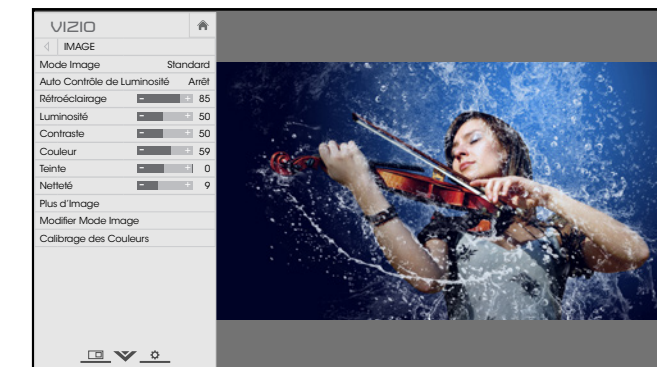 VIZIO
IMAGE
Mode Image Standard
Auto Contrôle de Luminosité Arrêt
Rétroéclairage - + 85
Luminosité - + 50
Contraste - + 50
Couleur - + 59
Teinte - + 0
Netteté - + 9
Plus d'Image
Modifier Mode Image
Calibrage des Couleurs